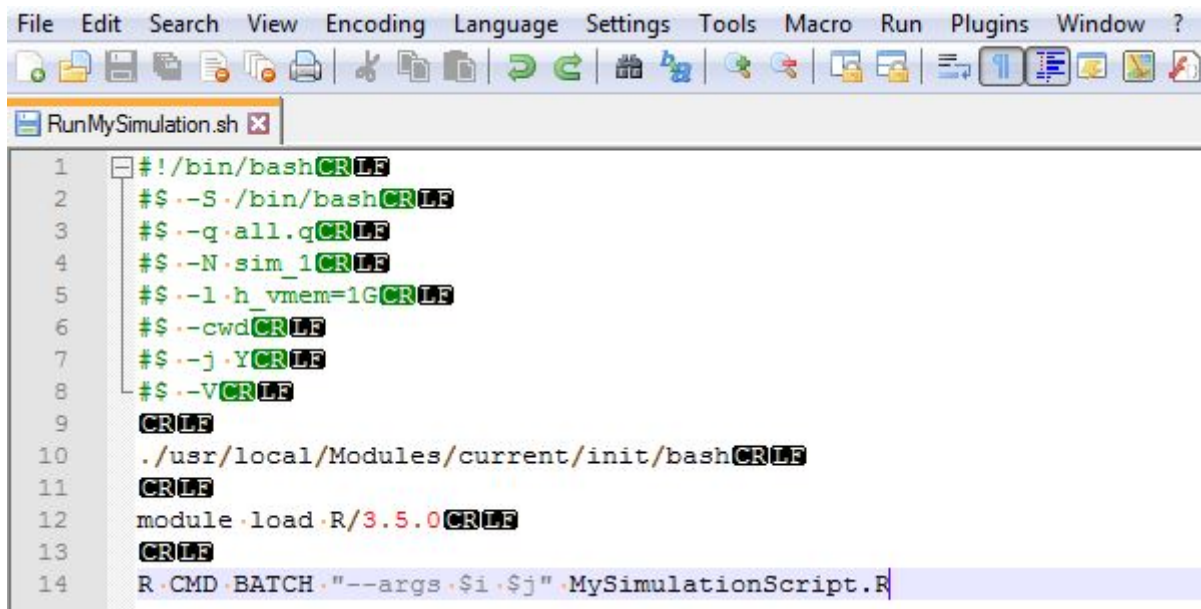 File Edit Search View Encoding Language Settings Tools Macro Run Plugins Window ?
RunMySimulation.sh
1 #!/bin/bashCRLF
2 #$ -S /bin/bashCRLF
3 #$ -q all.qCRLF
4 #$ -N sim_1CRLF
5 #$ -l h_vmem=1GCRLF
6 #$ -cwdCRLF
7 #$ -j YCRLF
8 #$ -VCRLF
9 CRLF
10 ./usr/local/Modules/current/init/bashCRLF
11 CRLF
12 module load R/3.5.0CRLF
13 CRLF
14 R CMD BATCH "--args $i $j" MySimulationScript.R